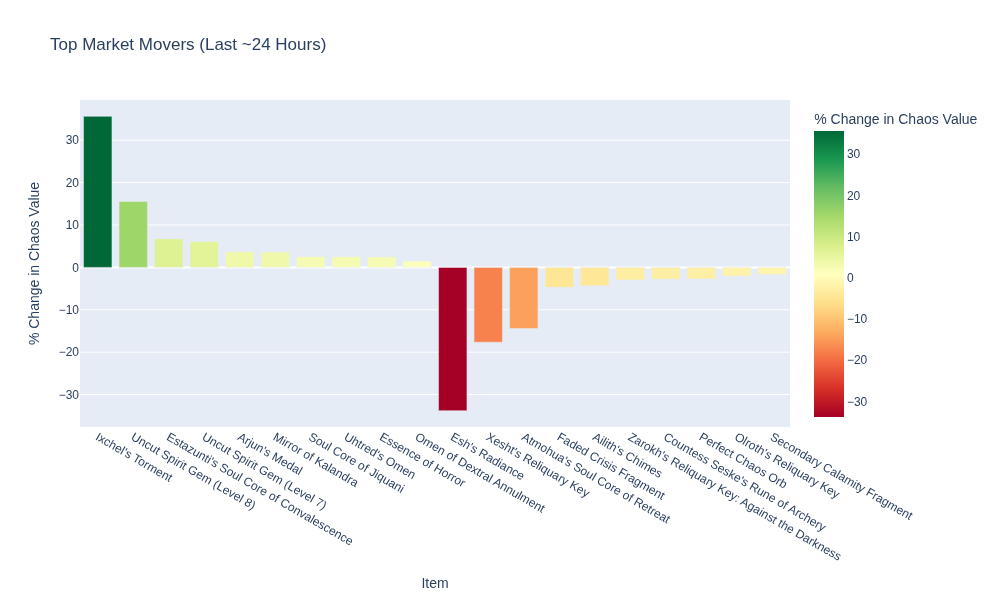 Top Market Movers (Last ~24 Hours)
% Change in Chaos Value
30
20
10
0
−10
−20
−30
Ixchel's Torment
Uncut Spirit Gem (Level 8)
Estazunti's Soul Core of Convalescence
Uncut Spirit Gem (Level 7)
Arjun's Medal
Mirror of Kalandra
Soul Core of Jiquani
Uhtred's Omen
Essence of Horror
Omen of Dextral Annulment
Esh's Radiance
Xesht's Reliquary Key
Atmohua's Soul Core of Retreat
Faded Crisis Fragment
Ailith's Chimes
Zarokh's Reliquary Key: Against the Darkness
Countess Seske's Rune of Archery
Perfect Chaos Orb
Olroth's Reliquary Key
Secondary Calamity Fragment
Item
% Change in Chaos Value
30
20
10
0
−10
−20
−30